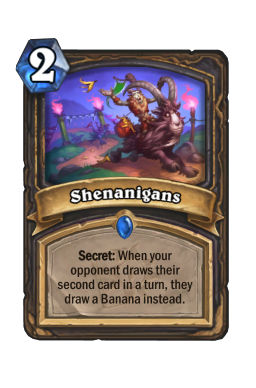 2
Shenanigans
Secret: When your
opponent draws their
second card in a turn, they
draw a Banana instead.